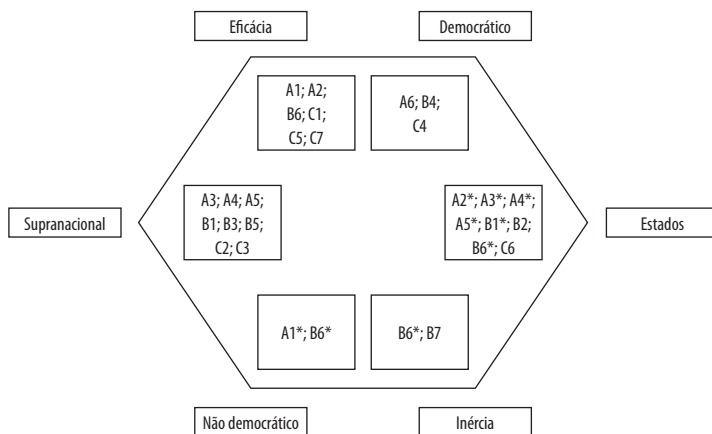 Eficácia
Democrático
A1; A2;
B6; C1;
C5; C7
A6; B4;
C4
Supranacional
A3; A4; A5;
B1; B3; B5;
C2; C3
A2*; A3*; A4*;
A5*; B1*; B2;
B6*; C6
Estados
A1*; B6*
B6*; B7
Não democrático
Inércia